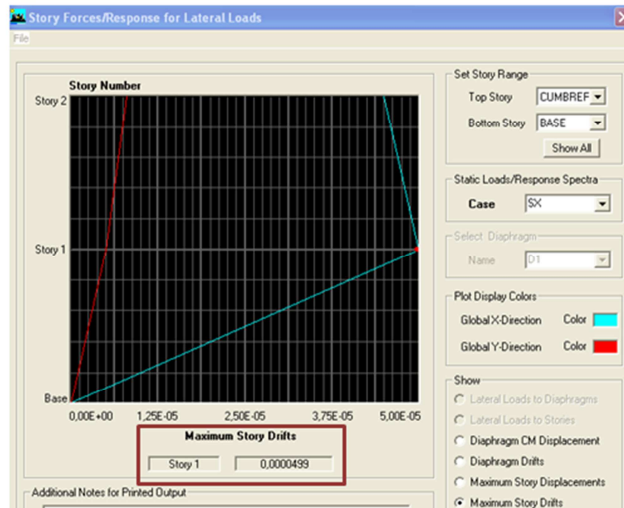 Story Forces/Response for Lateral Loads
File
Story Number
Story 2
Story 1
Base
0,00E+00 1,25E-05 2,50E-05 3,75E-05 5,00E-05
Maximum Story Drifts
Story 1 0,0000499
Additional Notes for Printed Output
Set Story Range
Top Story CUMBREF
Bottom Story BASE
Show All
Static Loads/Response Spectra
Case SX
Select Diaphragm
Name D1
Plot Display Colors
Global X-Direction Color
Global Y-Direction Color
Show
Lateral Loads to Diaphragms
Lateral Loads to Stories
Diaphragm CM Displacement
Diaphragm Drifts
Maximum Story Displacements
Maximum Story Drifts